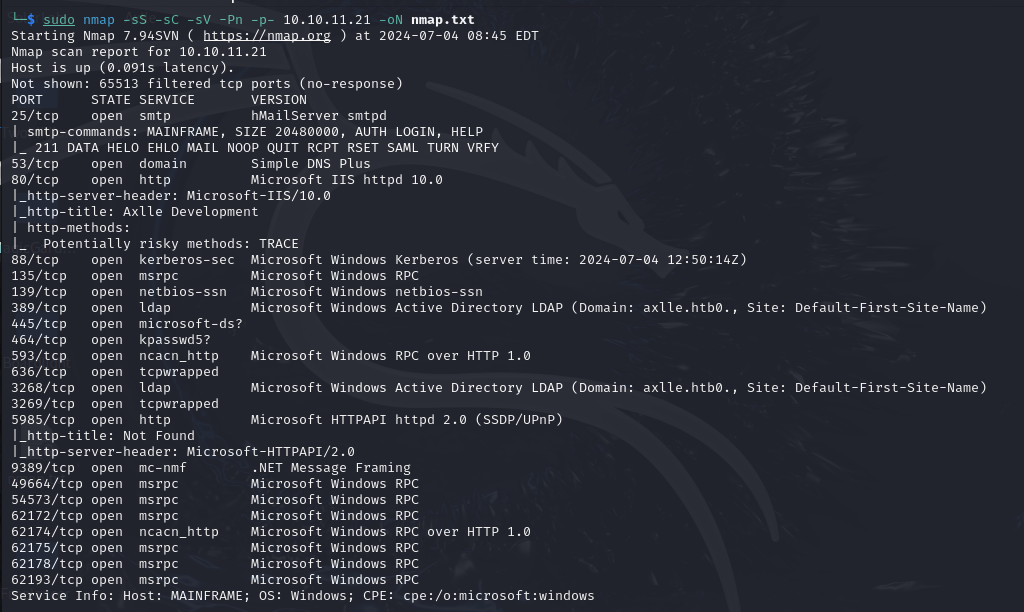 └─$ sudo nmap -sS -sC -sV -Pn -p- 10.10.11.21 -oN nmap.txt
Starting Nmap 7.94SVN ( https://nmap.org ) at 2024-07-04 08:45 EDT
Nmap scan report for 10.10.11.21
Host is up (0.091s latency).
Not shown: 65513 filtered tcp ports (no-response)
PORT      STATE SERVICE       VERSION
25/tcp    open  smtp          hMailServer smtpd
| smtp-commands: MAINFRAME, SIZE 20480000, AUTH LOGIN, HELP
|_ 211 DATA HELO EHLO MAIL NOOP QUIT RCPT RSET SAML TURN VRFY
53/tcp    open  domain        Simple DNS Plus
80/tcp    open  http          Microsoft IIS httpd 10.0
|_http-server-header: Microsoft-IIS/10.0
|_http-title: Axlle Development
| http-methods:
|_  Potentially risky methods: TRACE
88/tcp    open  kerberos-sec  Microsoft Windows Kerberos (server time: 2024-07-04 12:50:14Z)
135/tcp   open  msrpc         Microsoft Windows RPC
139/tcp   open  netbios-ssn   Microsoft Windows netbios-ssn
389/tcp   open  ldap          Microsoft Windows Active Directory LDAP (Domain: axlle.htb0., Site: Default-First-Site-Name)
445/tcp   open  microsoft-ds?
464/tcp   open  kpasswd5?
593/tcp   open  ncacn_http    Microsoft Windows RPC over HTTP 1.0
636/tcp   open  tcpwrapped
3268/tcp  open  ldap          Microsoft Windows Active Directory LDAP (Domain: axlle.htb0., Site: Default-First-Site-Name)
3269/tcp  open  tcpwrapped
5985/tcp  open  http          Microsoft HTTPAPI httpd 2.0 (SSDP/UPnP)
|_http-title: Not Found
|_http-server-header: Microsoft-HTTPAPI/2.0
9389/tcp  open  mc-nmf        .NET Message Framing
49664/tcp open  msrpc         Microsoft Windows RPC
54573/tcp open  msrpc         Microsoft Windows RPC
62172/tcp open  msrpc         Microsoft Windows RPC
62174/tcp open  ncacn_http    Microsoft Windows RPC over HTTP 1.0
62175/tcp open  msrpc         Microsoft Windows RPC
62178/tcp open  msrpc         Microsoft Windows RPC
62193/tcp open  msrpc         Microsoft Windows RPC
Service Info: Host: MAINFRAME; OS: Windows; CPE: cpe:/o:microsoft:windows